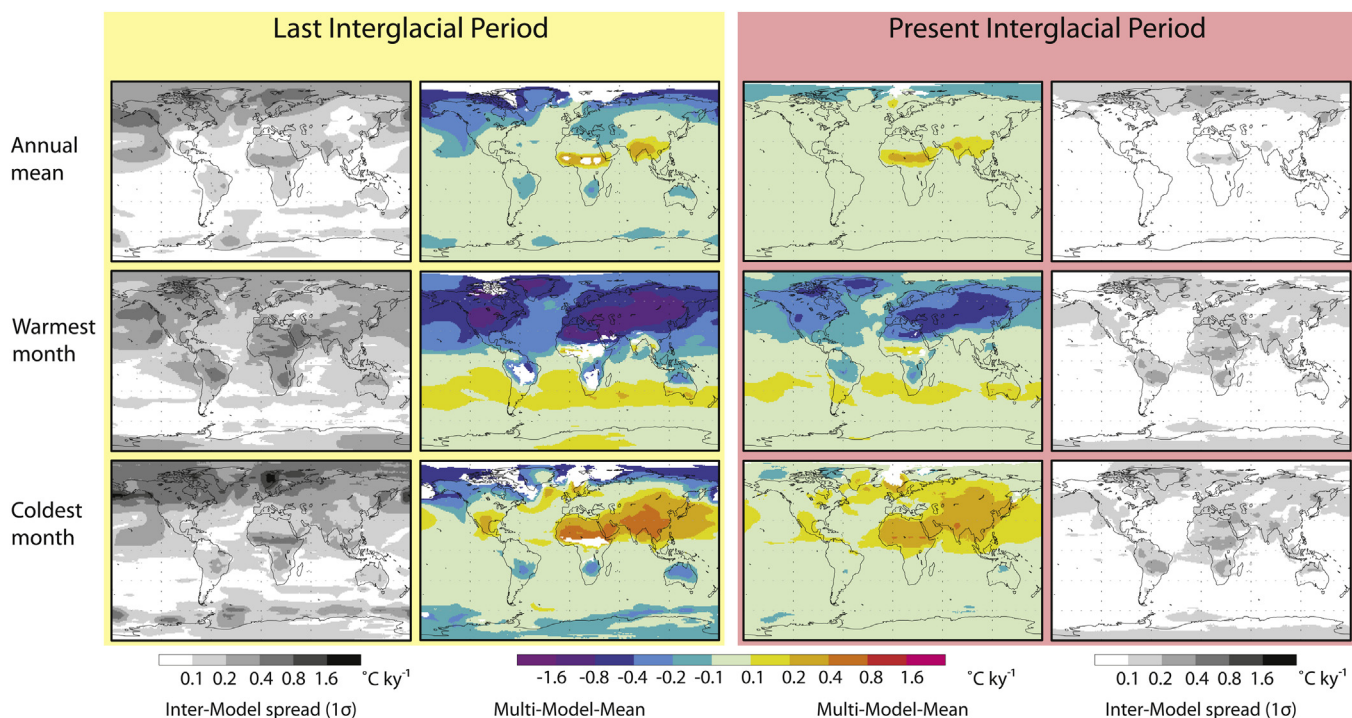 Last Interglacial Period
Present Interglacial Period
Annual
mean
Warmest
month
Coldest
month
0.1 0.2 0.4 0.8 1.6 °C ky⁻¹
-1.6 -0.8 -0.4 -0.2 -0.1 0.1 0.2 0.4 0.8 1.6 °C ky⁻¹
0.1 0.2 0.4 0.8 1.6 °C ky⁻¹
Inter-Model spread (1σ)
Multi-Model-Mean
Multi-Model-Mean
Inter-Model spread (1σ)